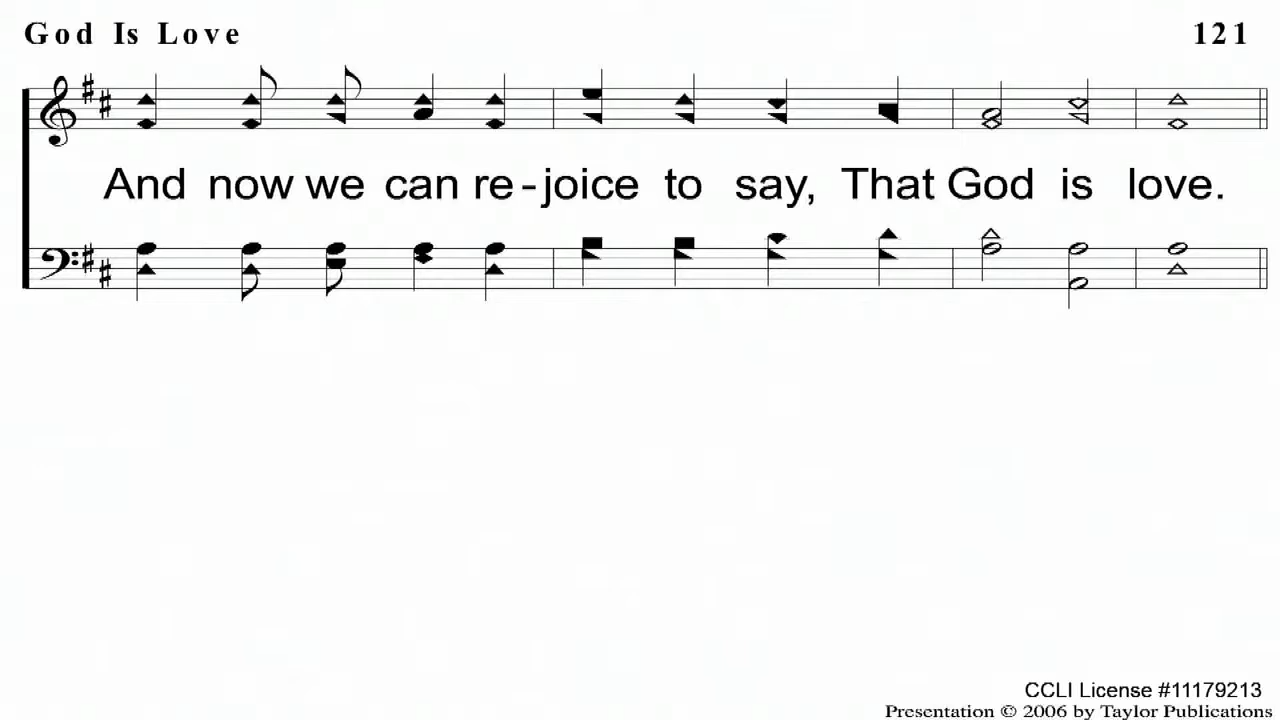 God Is Love 121
And now we can re-joice to say, That God is love.
CCLI License #11179213
Presentation © 2006 by Taylor Publications